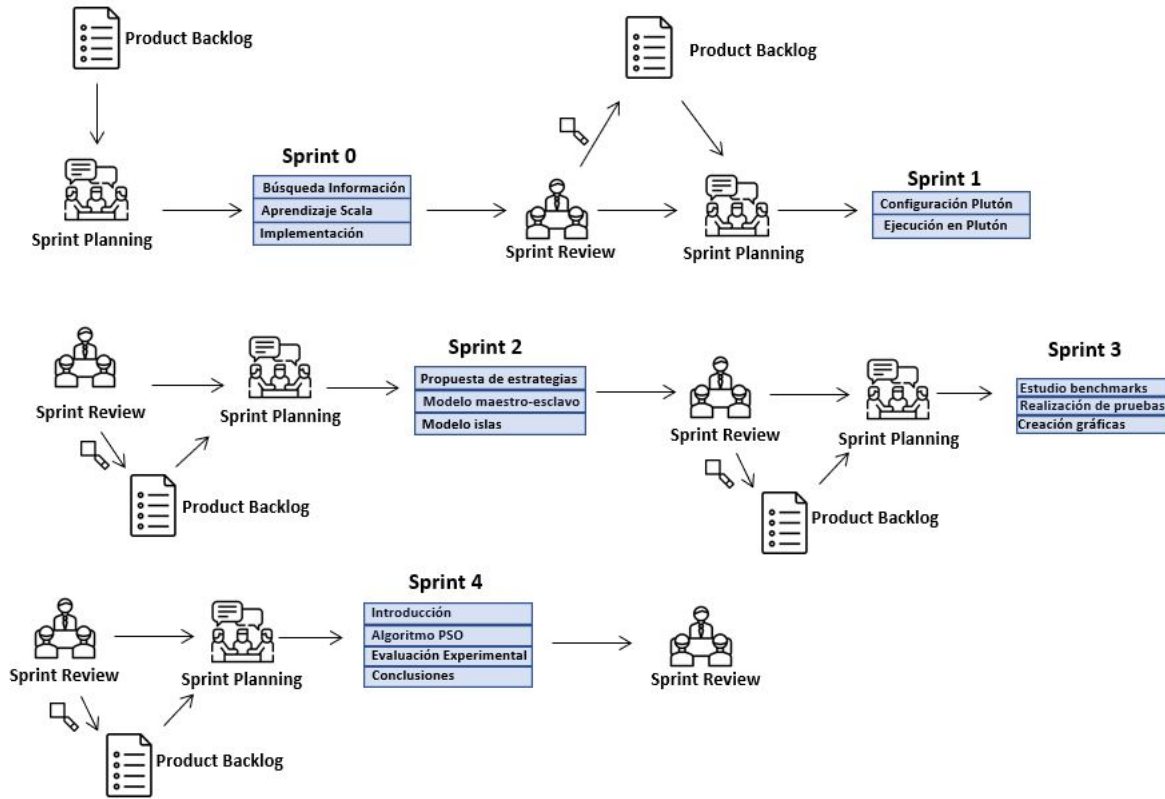 Product Backlog
Product Backlog
Sprint 0
Búsqueda Información
Aprendizaje Scala
Implementación
Sprint Planning
Sprint Review
Sprint Planning
Sprint 1
Configuración Plutón
Ejecución en Plutón
Sprint Review
Sprint Planning
Product Backlog
Sprint 2
Propuesta de estrategias
Modelo maestro-esclavo
Modelo islas
Sprint Review
Sprint Planning
Product Backlog
Sprint 3
Estudio benchmarks
Realización de pruebas
Creación gráficas
Sprint Review
Sprint Planning
Product Backlog
Sprint 4
Introducción
Algoritmo PSO
Evaluación Experimental
Conclusiones
Sprint Review